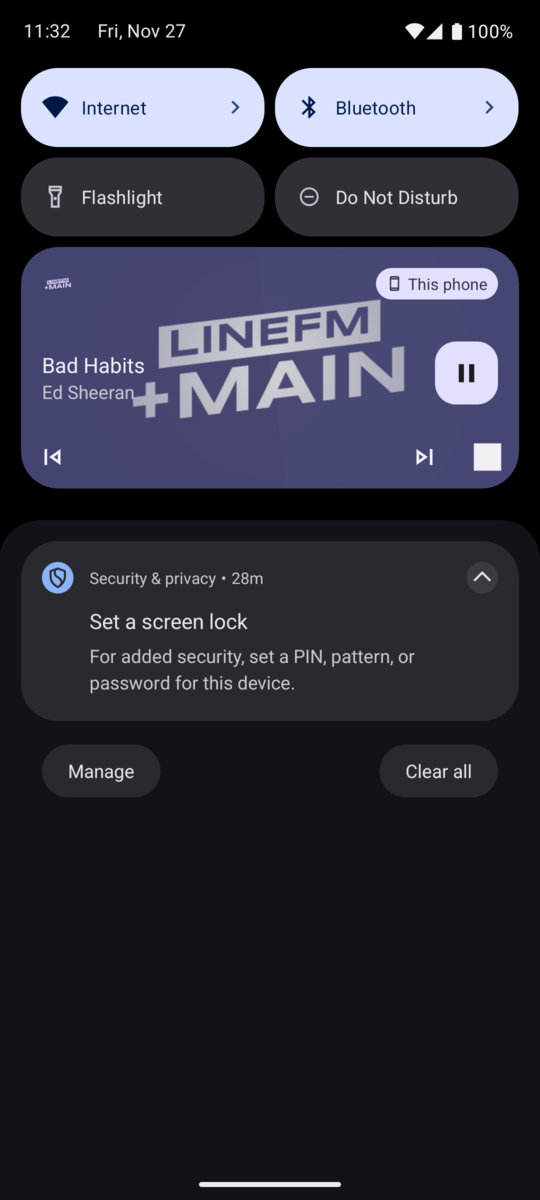 11:32 Fri, Nov 27 100%
Internet Bluetooth
Flashlight Do Not Disturb
LINEFM
+MAIN
This phone
LINEFM
+MAIN
Bad Habits
Ed Sheeran
Security & privacy • 28m
Set a screen lock
For added security, set a PIN, pattern, or
password for this device.
Manage Clear all